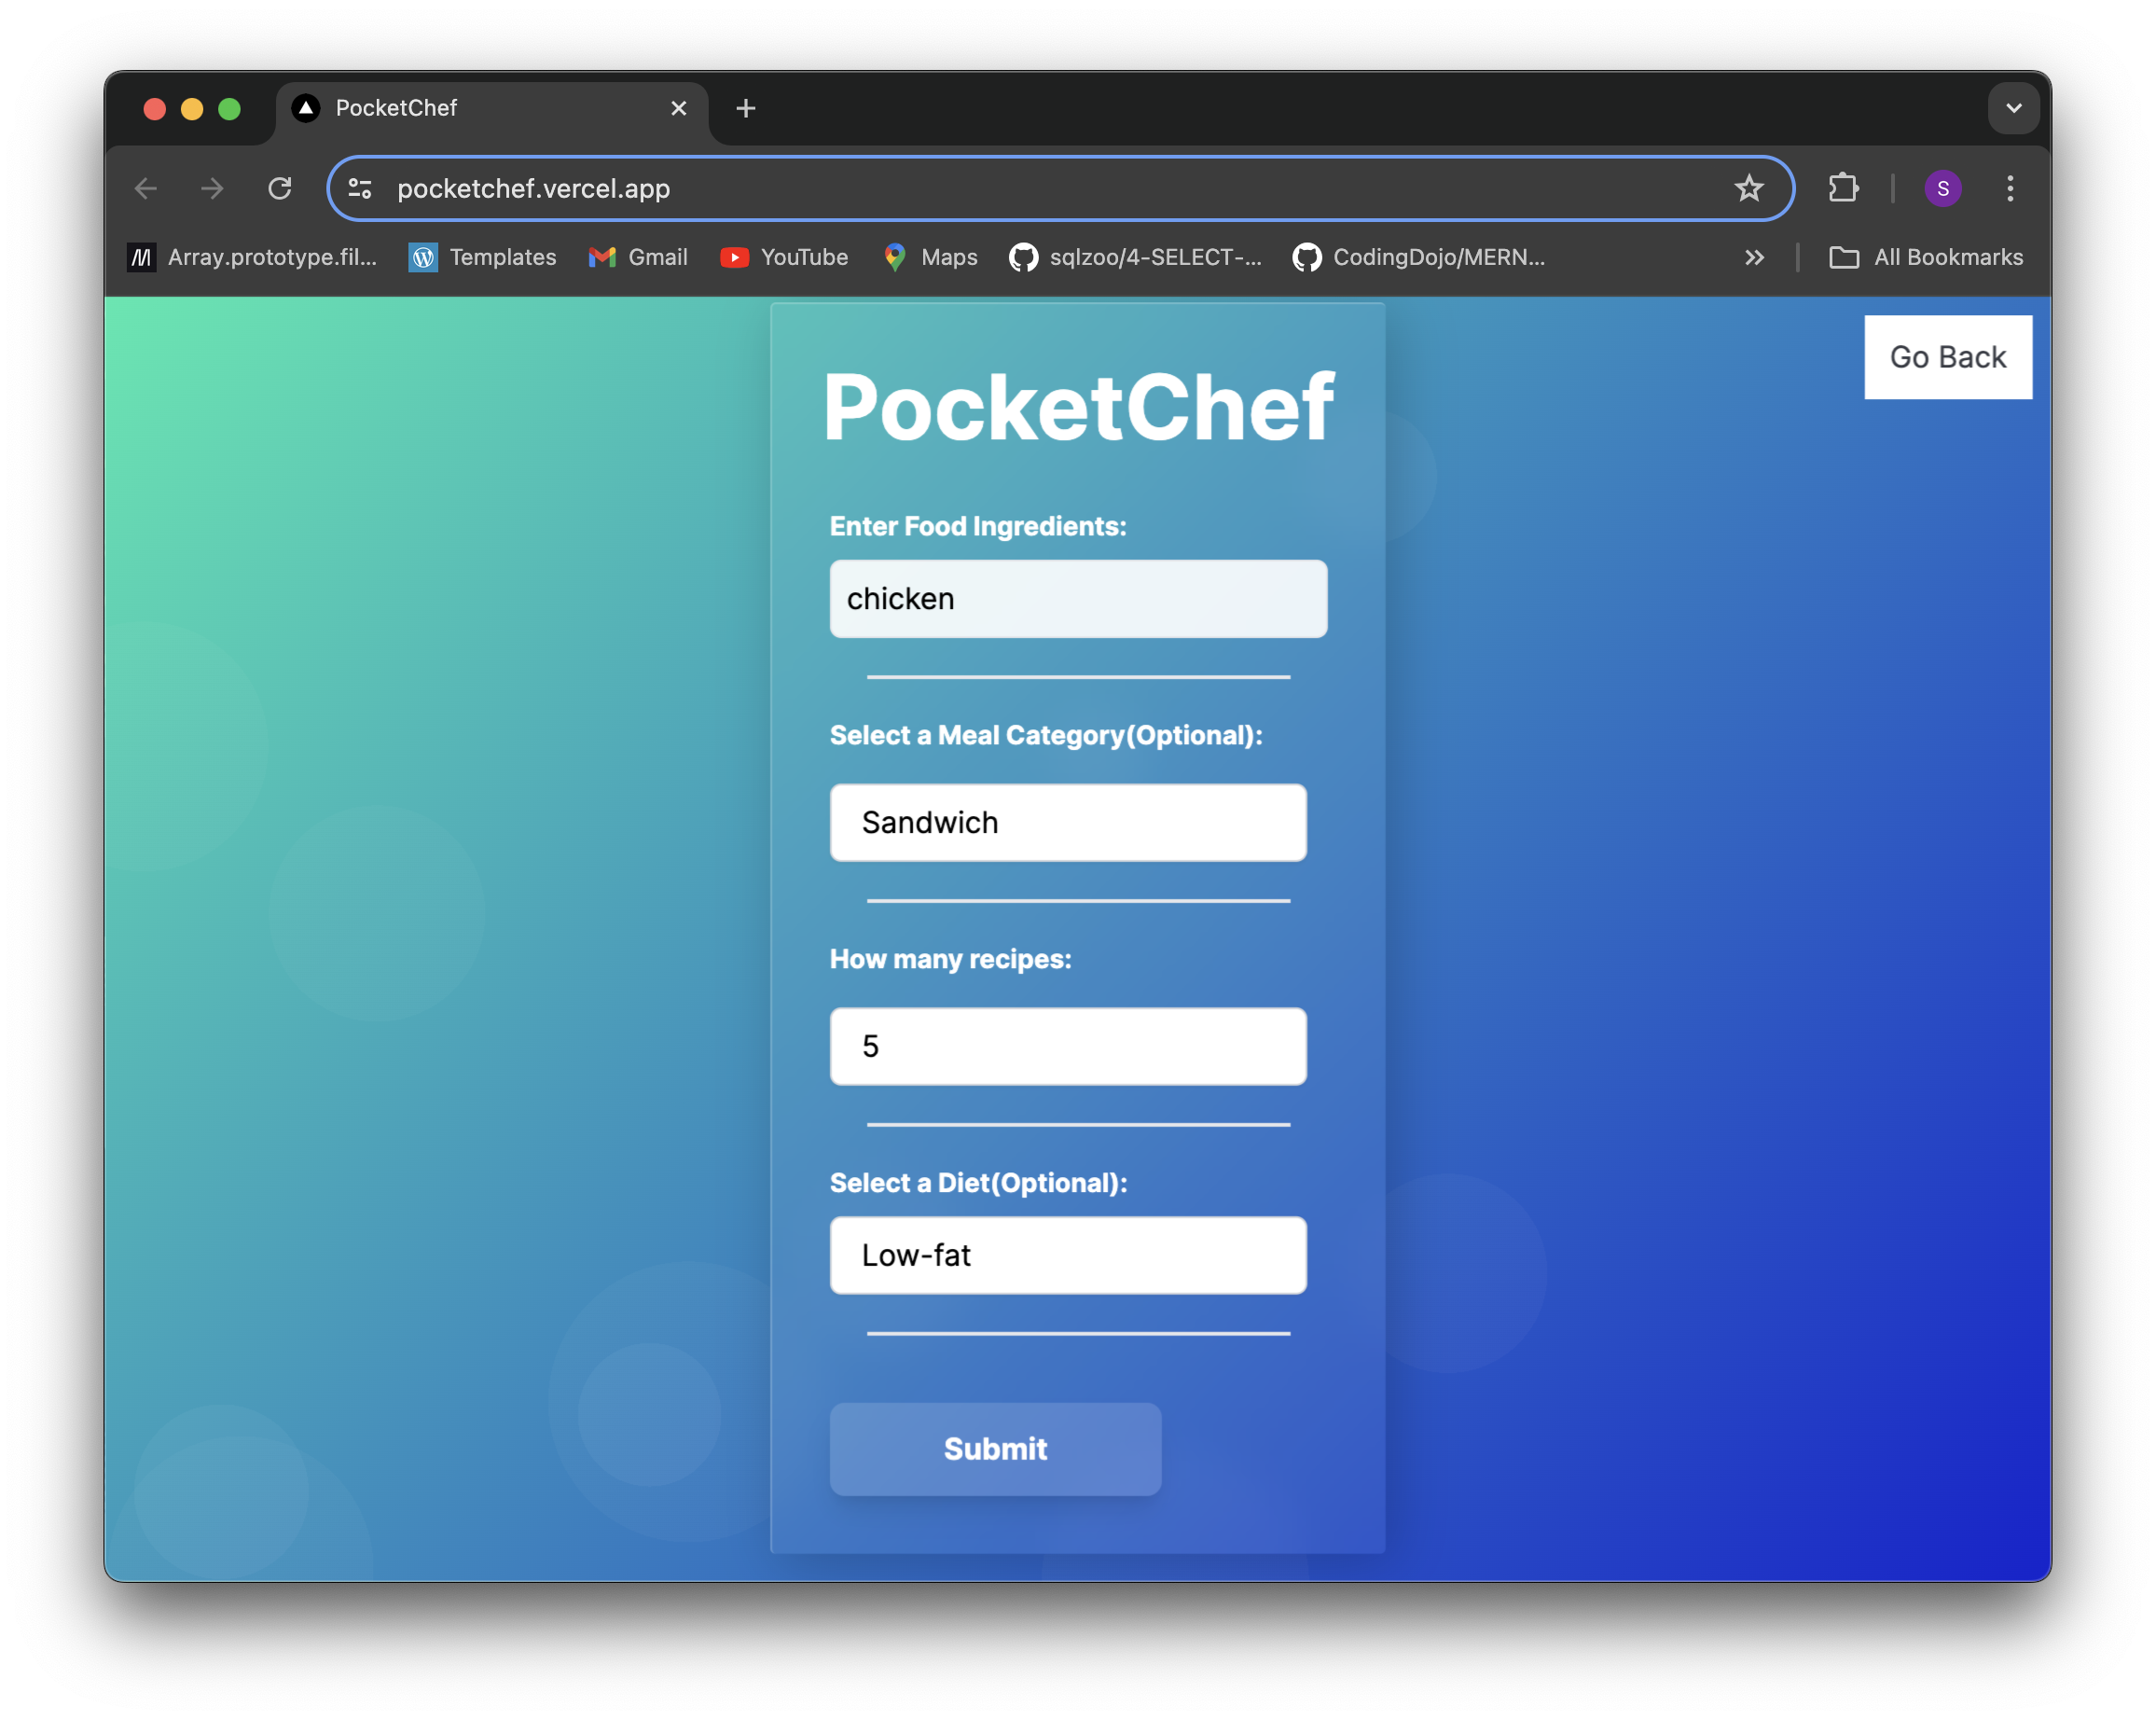 PocketChef
pocketchef.vercel.app
S
Array.prototype.fil...
Templates
Gmail
YouTube
Maps
sqlzoo/4-SELECT-...
CodingDojo/MERN...
All Bookmarks
Go Back
PocketChef
Enter Food Ingredients:
chicken
Select a Meal Category(Optional):
Sandwich
How many recipes:
5
Select a Diet(Optional):
Low-fat
Submit